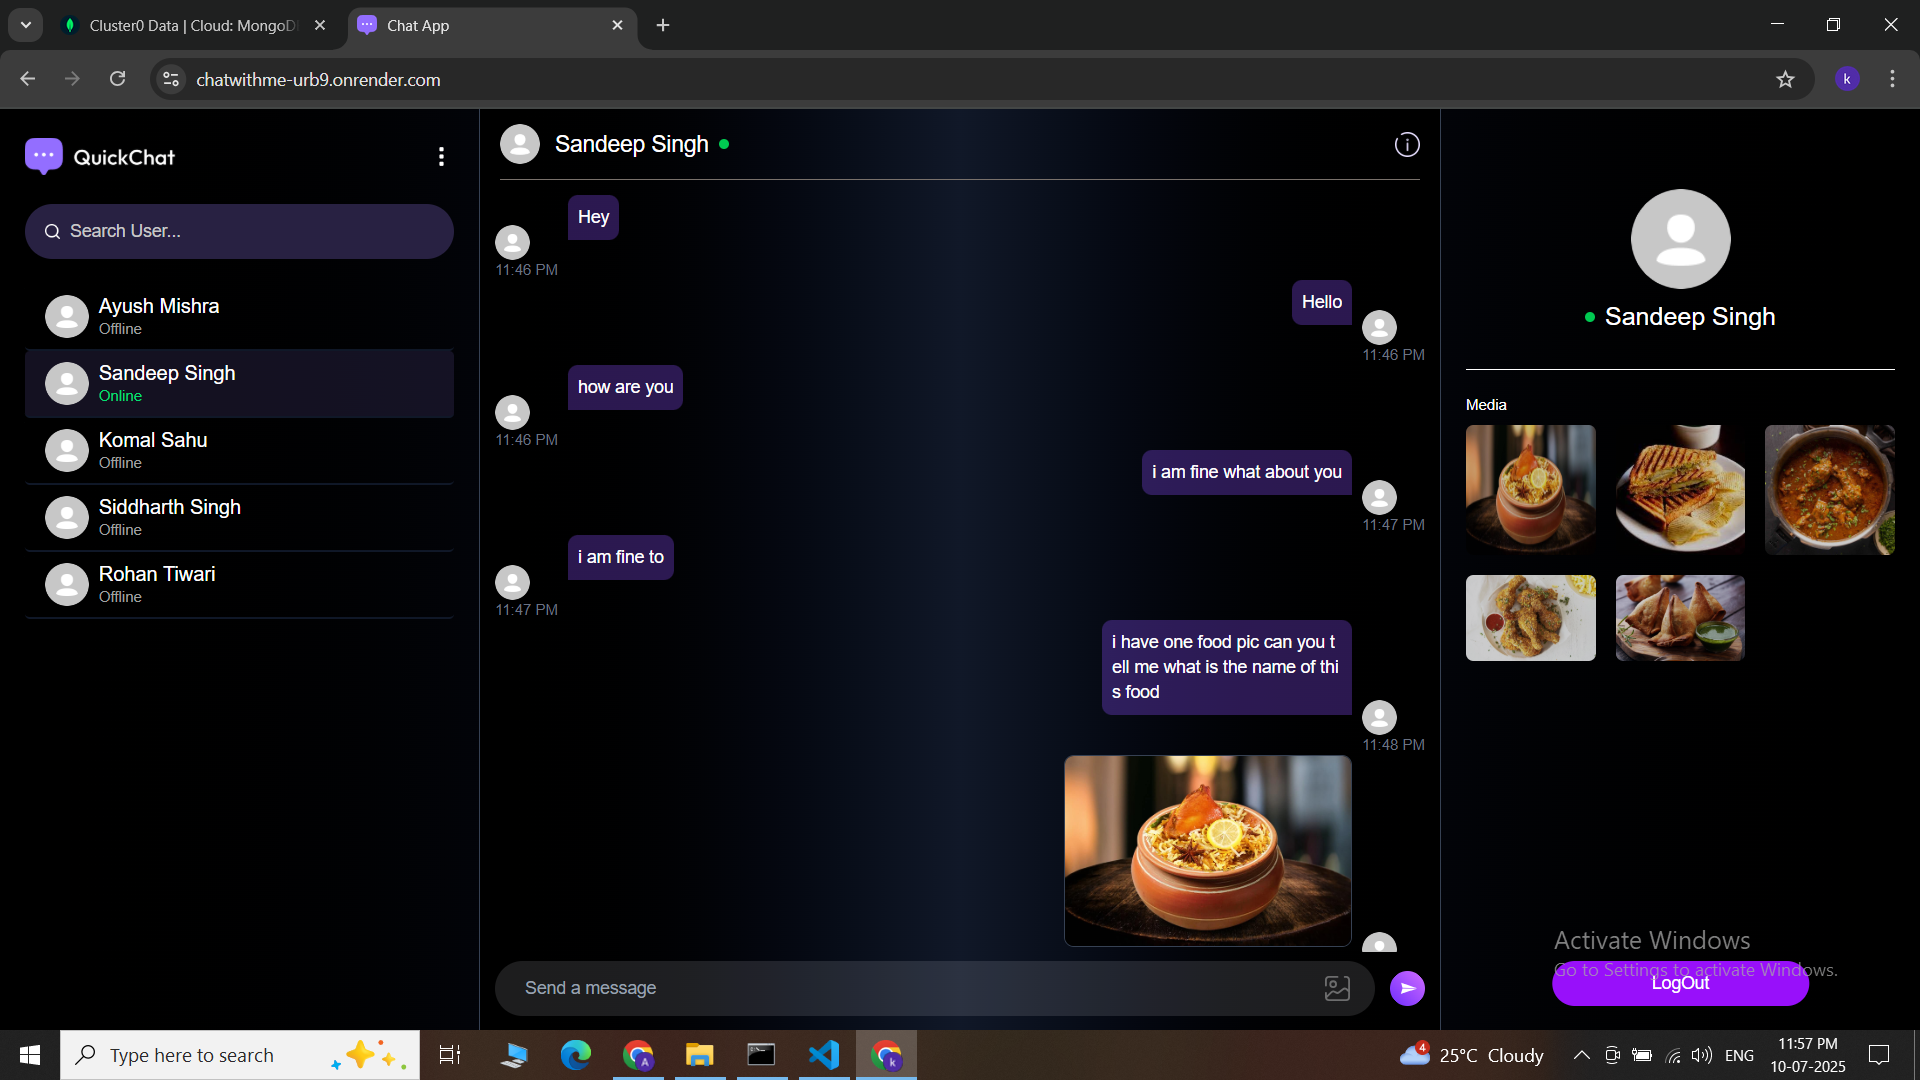 Cluster0 Data | Cloud: MongoD
Chat App
chatwithme-urb9.onrender.com
k
QuickChat
Search User...
Ayush Mishra
Offline
Sandeep Singh
Online
Komal Sahu
Offline
Siddharth Singh
Offline
Rohan Tiwari
Offline
Sandeep Singh
Hey
11:46 PM
Hello
11:46 PM
how are you
11:46 PM
i am fine what about you
11:47 PM
i am fine to
11:47 PM
i have one food pic can you t
ell me what is the name of thi
s food
11:48 PM
Send a message
Sandeep Singh
Media
Activate Windows
Go to Settings to activate Windows.
LogOut
Type here to search
A
k
4
25°C Cloudy
ENG
11:57 PM
10-07-2025